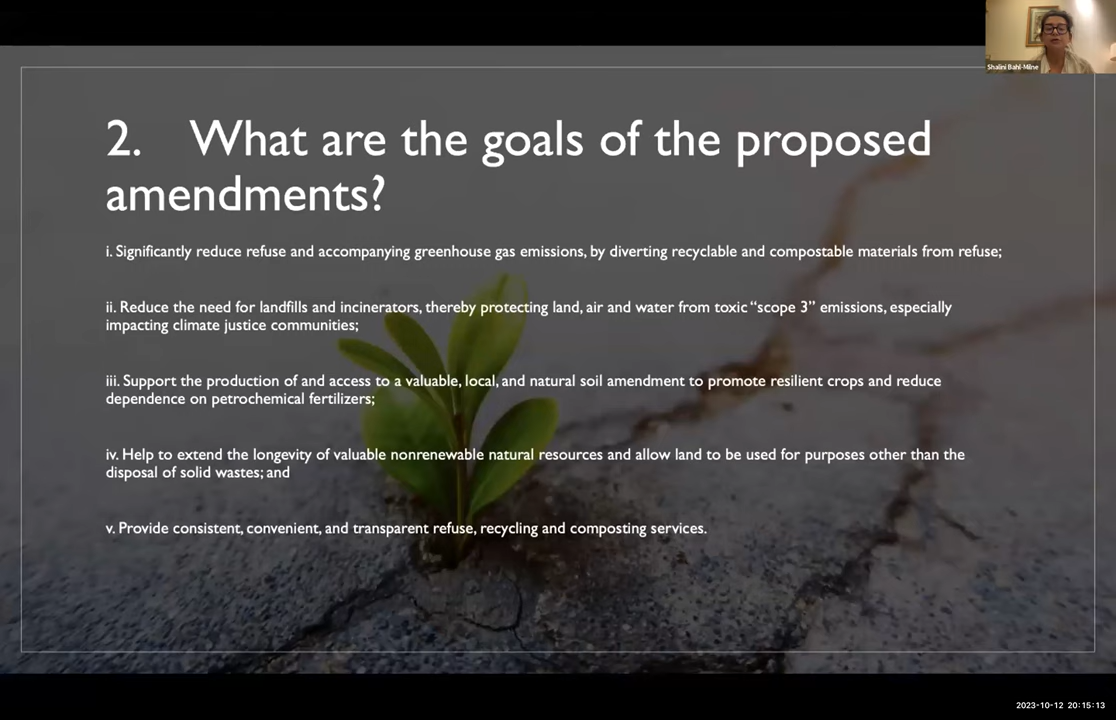 Shalini Bahl-Milne
2. What are the goals of the proposed
amendments?
i. Significantly reduce refuse and accompanying greenhouse gas emissions, by diverting recyclable and compostable materials from refuse;
ii. Reduce the need for landfills and incinerators, thereby protecting land, air and water from toxic “scope 3” emissions, especially
impacting climate justice communities;
iii. Support the production of and access to a valuable, local, and natural soil amendment to promote resilient crops and reduce
dependence on petrochemical fertilizers;
iv. Help to extend the longevity of valuable nonrenewable natural resources and allow land to be used for purposes other than the
disposal of solid wastes; and
v. Provide consistent, convenient, and transparent refuse, recycling and composting services.
2023-10-12 20:15:13